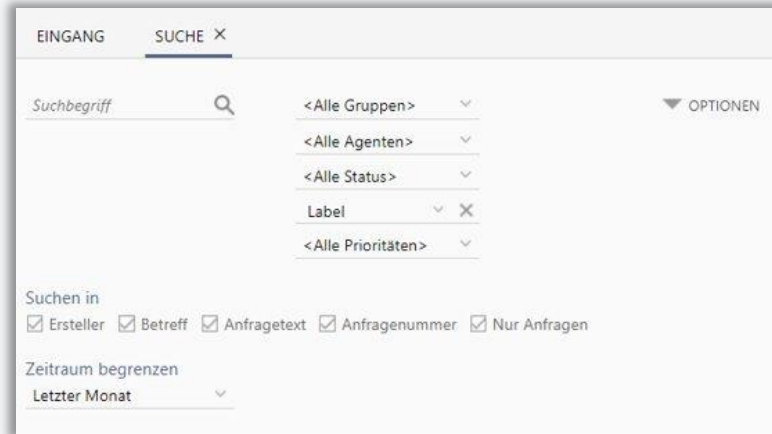 EINGANG SUCHE
Suchbegriff <Alle Gruppen> OPTIONEN
<Alle Agenten>
<Alle Status>
Label
<Alle Prioritäten>
Suchen in
Ersteller Betreff Anfragetext Anfragenummer Nur Anfragen
Zeitraum begrenzen
Letzter Monat